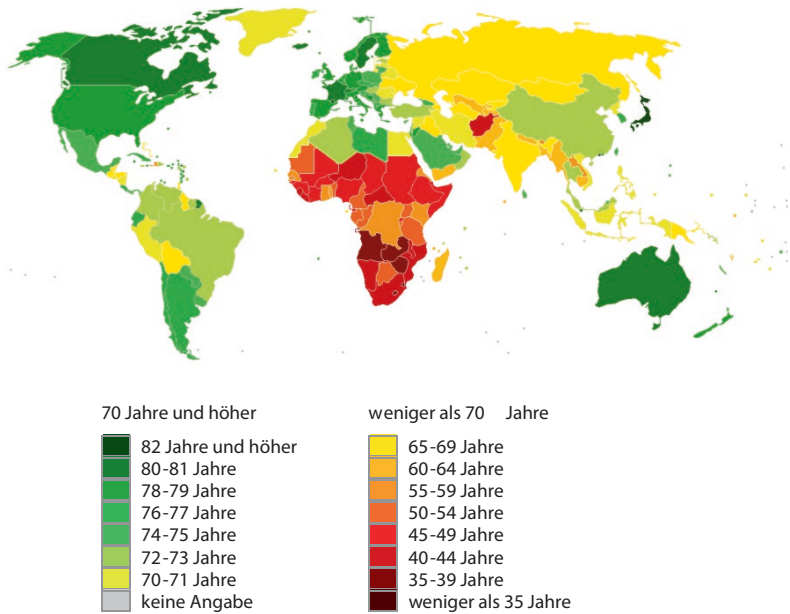 70 Jahre und höher
82 Jahre und höher
80-81 Jahre
78-79 Jahre
76-77 Jahre
74-75 Jahre
72-73 Jahre
70-71 Jahre
keine Angabe
weniger als 70 Jahre
65-69 Jahre
60-64 Jahre
55-59 Jahre
50-54 Jahre
45-49 Jahre
40-44 Jahre
35-39 Jahre
weniger als 35 Jahre